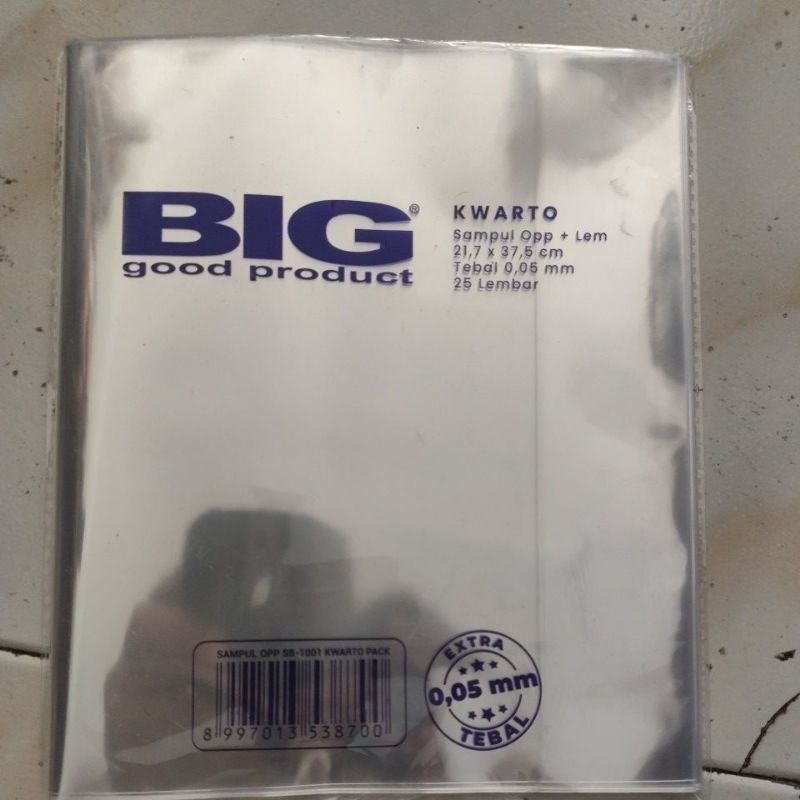 BIG®
good product
KWARTO
Sampul Opp + Lem
21,7 x 37,5 cm
Tebal 0,05 mm
25 Lembar
SAMPUL OPP SB-1001 KWARTO PACK
8 997013 538700
EXTRA
0,05 mm
TEBAL